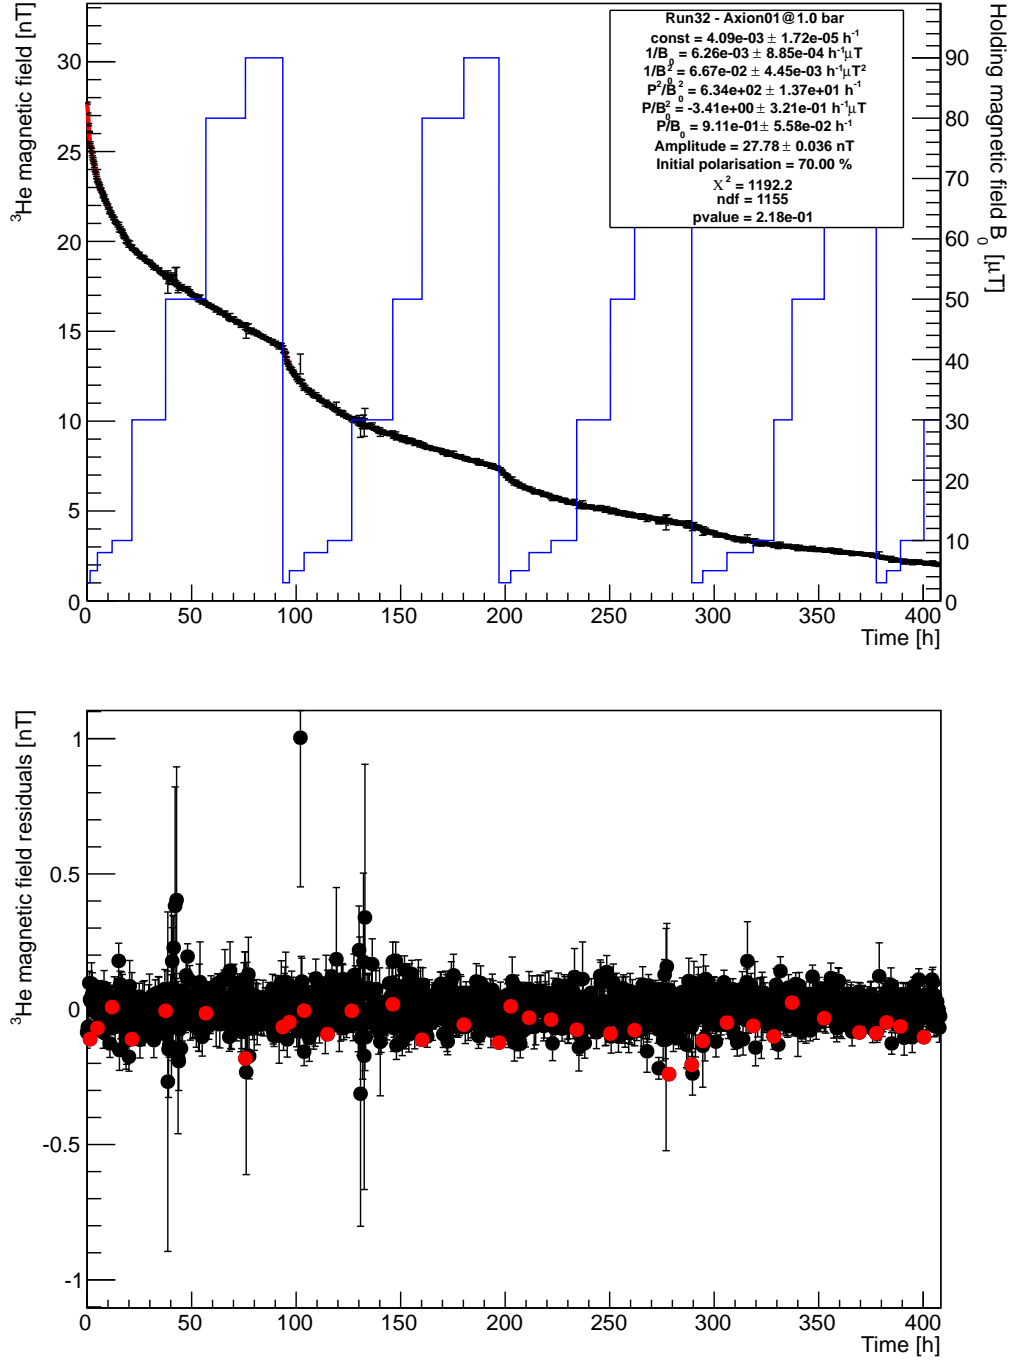 ³He magnetic field [nT]
30
25
20
15
10
5
0
Run32 - Axion01@1.0 bar
const = 4.09e-03 ± 1.72e-05 h⁻¹
1/B₀ = 6.26e-03 ± 8.85e-04 h⁻¹μT
1/B₀² = 6.67e-02 ± 4.45e-03 h⁻¹μT²
P²/B₀² = 6.34e+02 ± 1.37e+01 h⁻¹
P/B₀² = -3.41e+00 ± 3.21e-01 h⁻¹μT
P/B₀ = 9.11e-01 ± 5.58e-02 h⁻¹
Amplitude = 27.78 ± 0.036 nT
Initial polarisation = 70.00 %
Χ² = 1192.2
ndf = 1155
pvalue = 2.18e-01
Holding magnetic field B₀ [μT]
90
80
70
60
50
40
30
20
10
0
0 50 100 150 200 250 300 350 400
Time [h]
³He magnetic field residuals [nT]
1
0.5
0
-0.5
-1
0 50 100 150 200 250 300 350 400
Time [h]